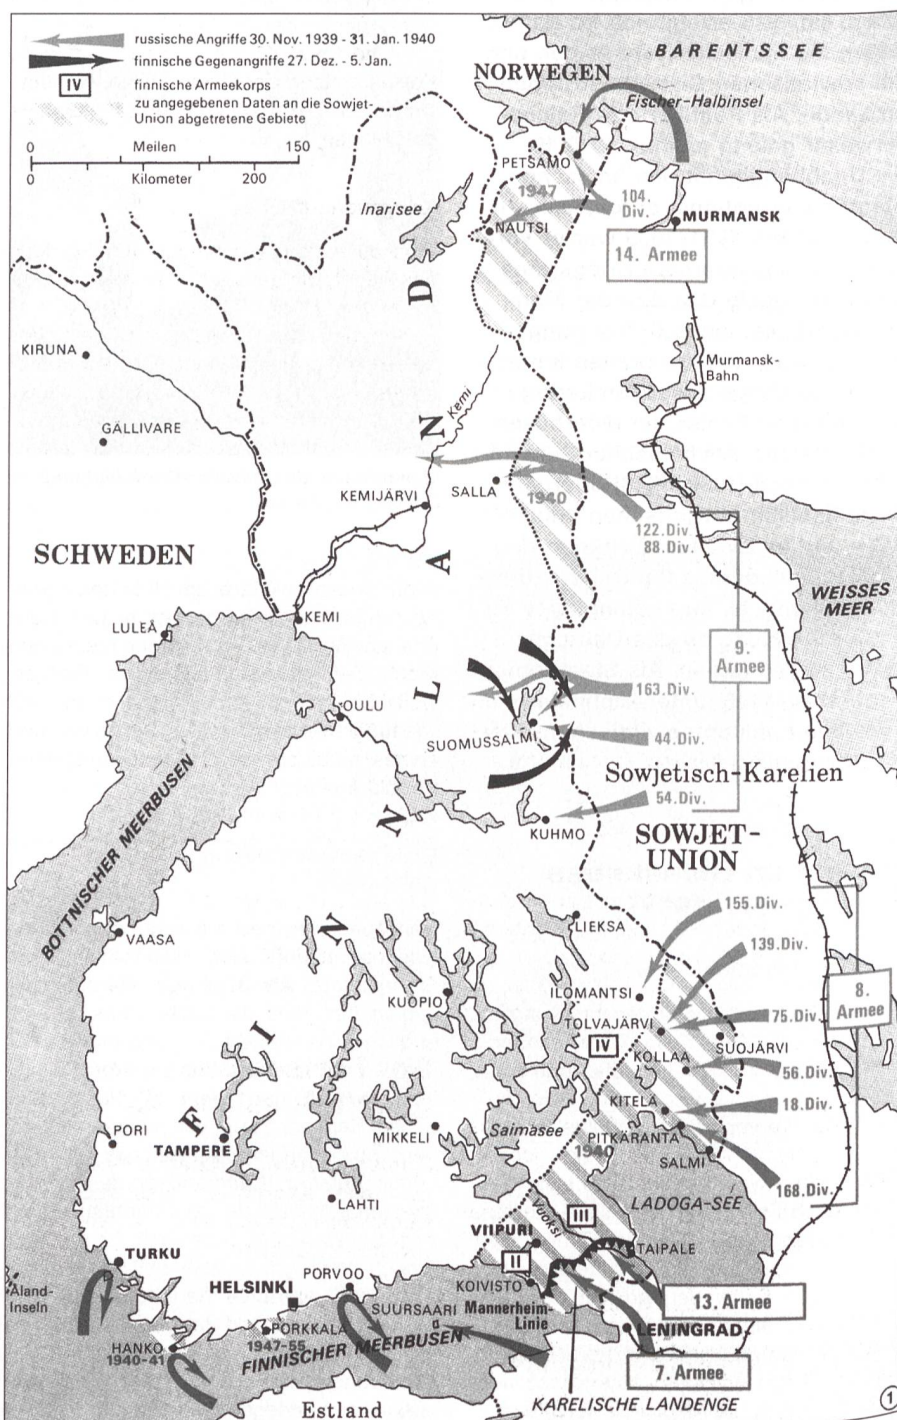 russische Angriffe 30. Nov. 1939 - 31. Jan. 1940
finnische Gegenangriffe 27. Dez. - 5. Jan.
IV
finnische Armeekorps
zu angegebenen Daten an die Sowjet-
Union abgetretene Gebiete
0 Meilen 150
0 Kilometer 200
BARENTSSEE
NORWEGEN
Fischer-Halbinsel
PETSAMO
1947
104.
Div.
Inarisee
NAUTSI
MURMANSK
14. Armee
D
KIRUNA
Murmansk-
Bahn
Kemi
GÄLLIVARE
N
SALLA
1940
KEMIJÄRVI
122. Div.
88. Div.
SCHWEDEN
A
WEISSES
MEER
LULEÅ
KEMI
9.
Armee
163. Div.
L
OULU
SUOMUSSALMI
44. Div.
Sowjetisch-Karelien
BOTTNISCHER MEERBUSEN
54. Div.
N
KUHMO
SOWJET-
UNION
155. Div.
LIEKSA
VAASA
N
139. Div.
KUOPIO
ILOMANTSI
8.
Armee
TOLVAJÄRVI
75. Div.
I
IV
SUOJÄRVI
KOLLAA
56. Div.
KITELÄ
18. Div.
F
PORI
MIKKELI
Saimasee
PITKÄRANTA
1940
TAMPERE
SALMI
168. Div.
LAHTI
LADOGA-SEE
Vuoksi
III
VIIPURI
TURKU
II
TAIPALE
Åland-
Inseln
HELSINKI
PORVOO
KOIVISTO
SUURSAARI
Mannerheim-
Linie
13. Armee
PORKKALA
1947-55
LENINGRAD
HANKO
1940-41
FINNISCHER MEERBUSEN
7. Armee
Estland
KARELISCHE LANDENGE
1